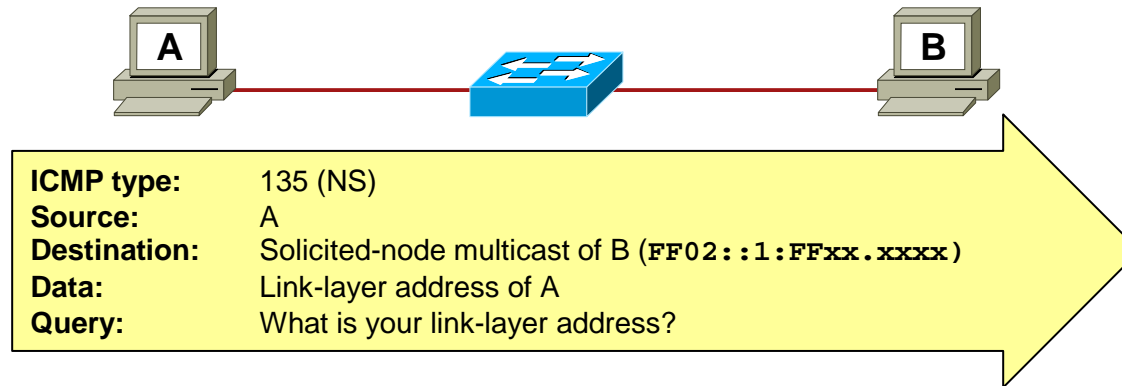 A
B
ICMP type: 135 (NS)
Source: A
Destination: Solicited-node multicast of B (FF02::1:FFxx.xxxx)
Data: Link-layer address of A
Query: What is your link-layer address?